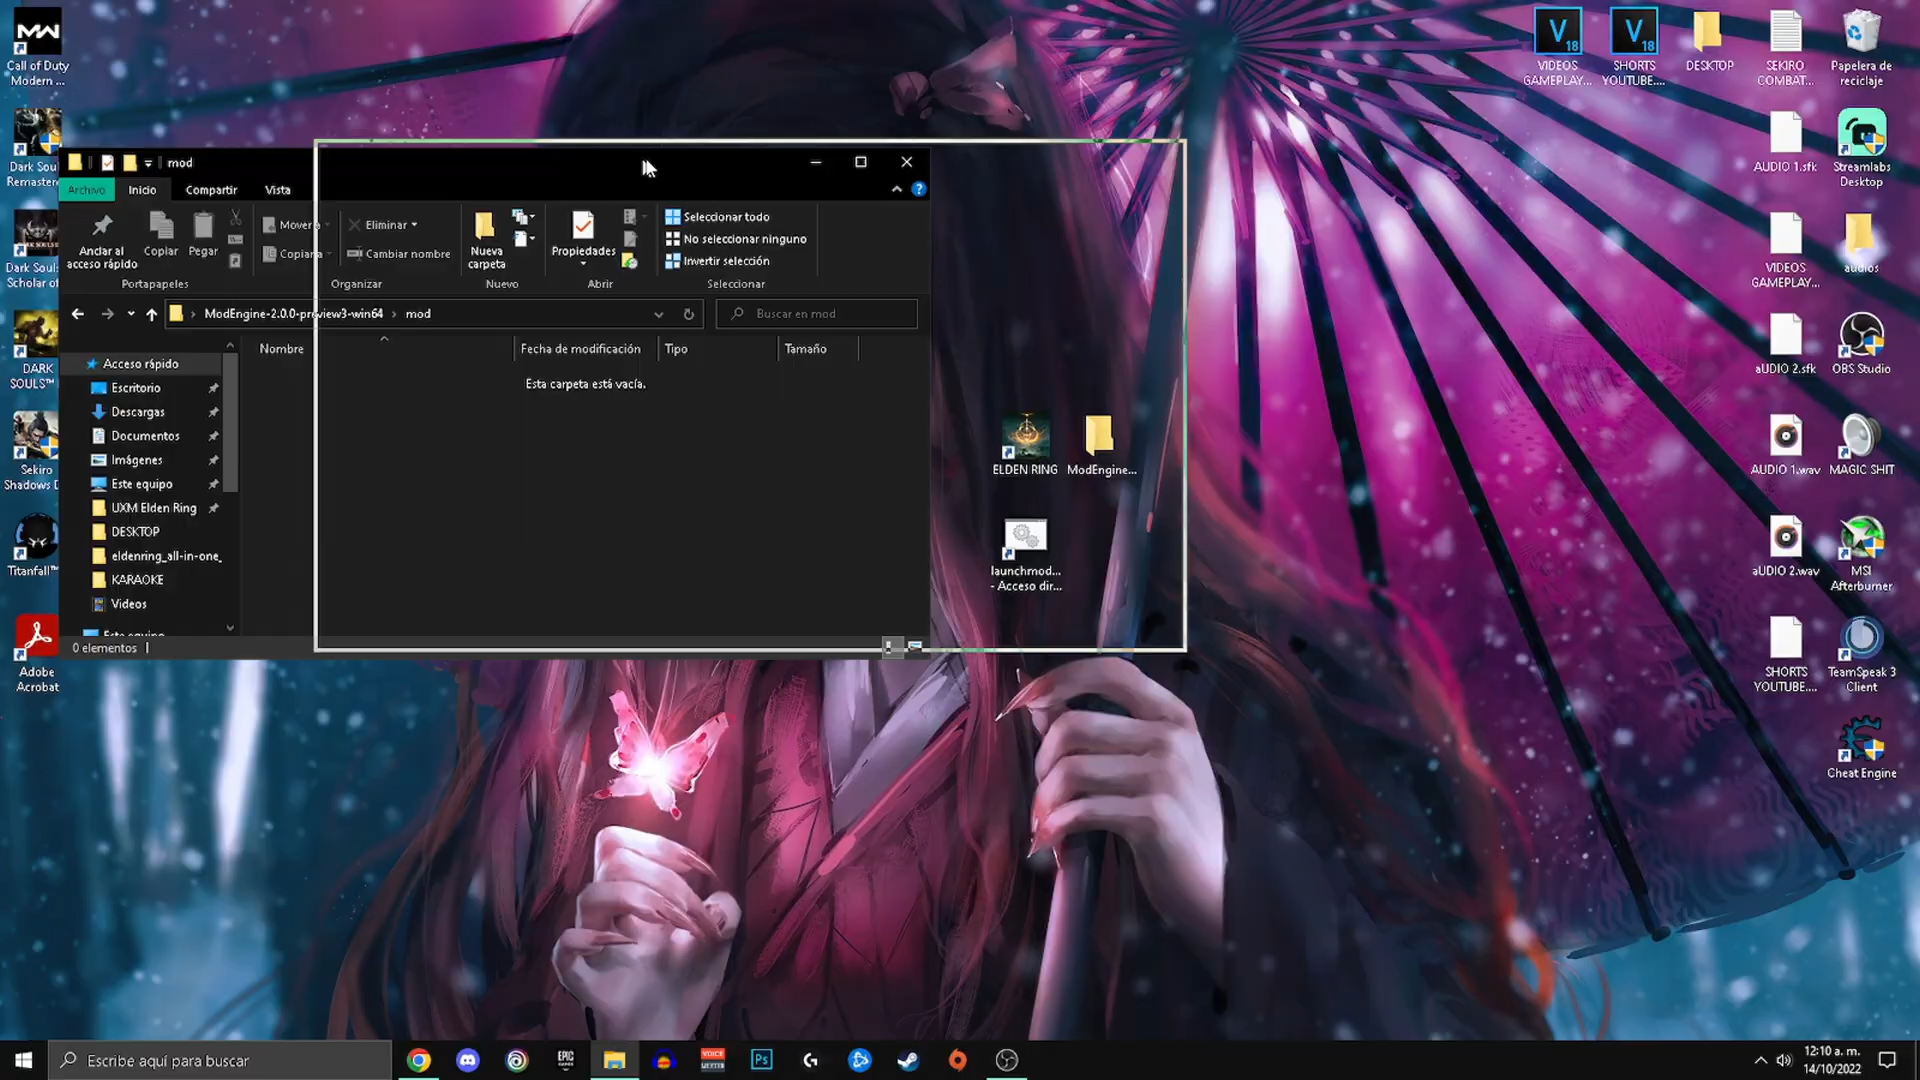 Call of Duty
Modern ...
Dark Sou
Remaster
Dark Souls
Scholar of
DARK
SOULS™
Sekiro
Shadows D
Titanfall™
Adobe
Acrobat
mod
Archivo
Inicio
Compartir
Vista
Anclar al
acceso rápido
Copiar
Pegar
Portapapeles
Mover a
Copiar a
Eliminar
Cambiar nombre
Organizar
Nueva
carpeta
Nuevo
Propiedades
Abrir
Seleccionar todo
No seleccionar ninguno
Invertir selección
Seleccionar
ModEngine-2.0.0-preview3-win64 › mod
Buscar en mod
Nombre
Fecha de modificación
Tipo
Tamaño
Esta carpeta está vacía.
Acceso rápido
Escritorio
Descargas
Documentos
Imágenes
Este equipo
UXM Elden Ring
DESKTOP
eldenring_all-in-one_
KARAOKE
Videos
Este equipo
0 elementos
ELDEN RING
ModEngine...
launchmod...
- Acceso dir...
VIDEOS
GAMEPLAY...
SHORTS
YOUTUBE....
DESKTOP
SEKIRO
COMBAT...
Papelera de
reciclaje
AUDIO 1.sfk
Streamlabs
Desktop
VIDEOS
GAMEPLAY...
audios
aUDIO 2.sfk
OBS Studio
AUDIO 1.wav
MAGIC SHIT
aUDIO 2.wav
MSI
Afterburner
SHORTS
YOUTUBE....
TeamSpeak 3
Client
Cheat Engine
Escribe aquí para buscar
12:10 a. m.
14/10/2022